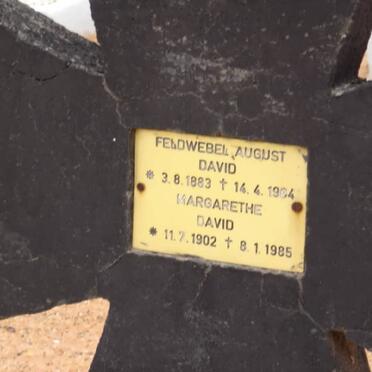 FELDWEBEL AUGUST
DAVID
* 3.8.1883 † 14.4.1964
MARGARETHE
DAVID
* 11.7.1902 † 8.1.1985